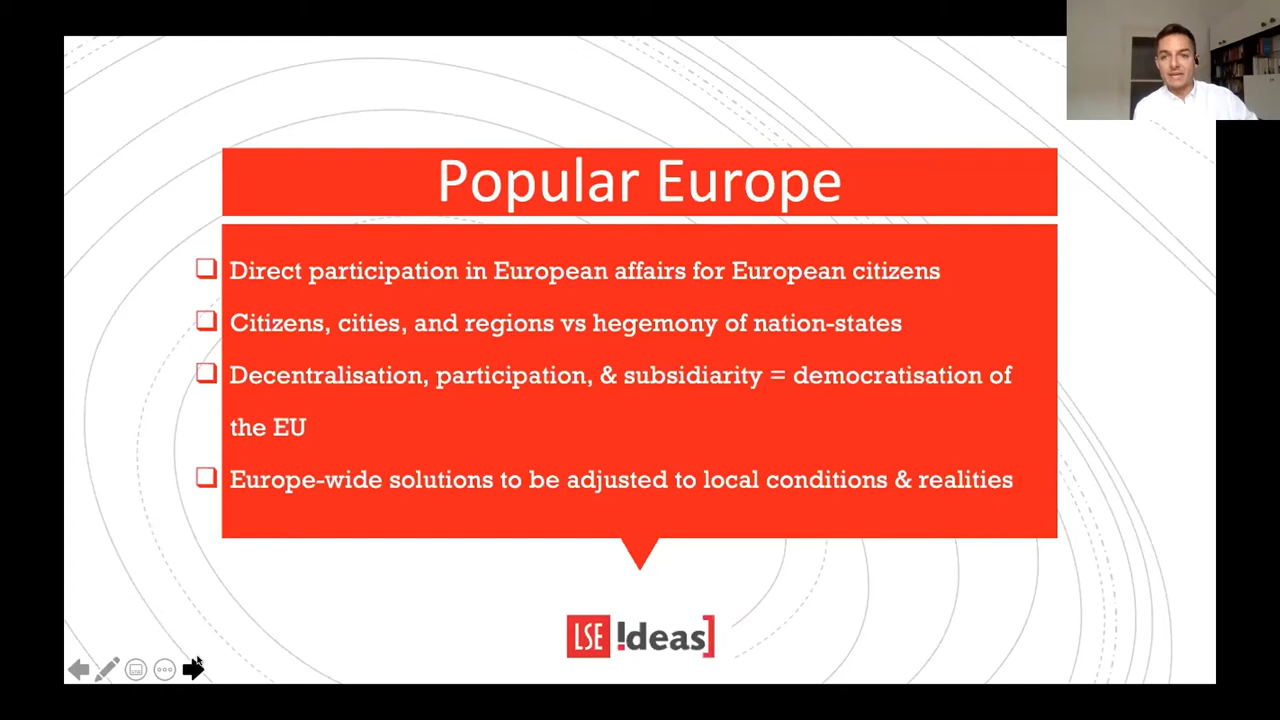 Popular Europe
Direct participation in European affairs for European citizens
Citizens, cities, and regions vs hegemony of nation-states
Decentralisation, participation, & subsidiarity = democratisation of
the EU
Europe-wide solutions to be adjusted to local conditions & realities
LSE !deas]